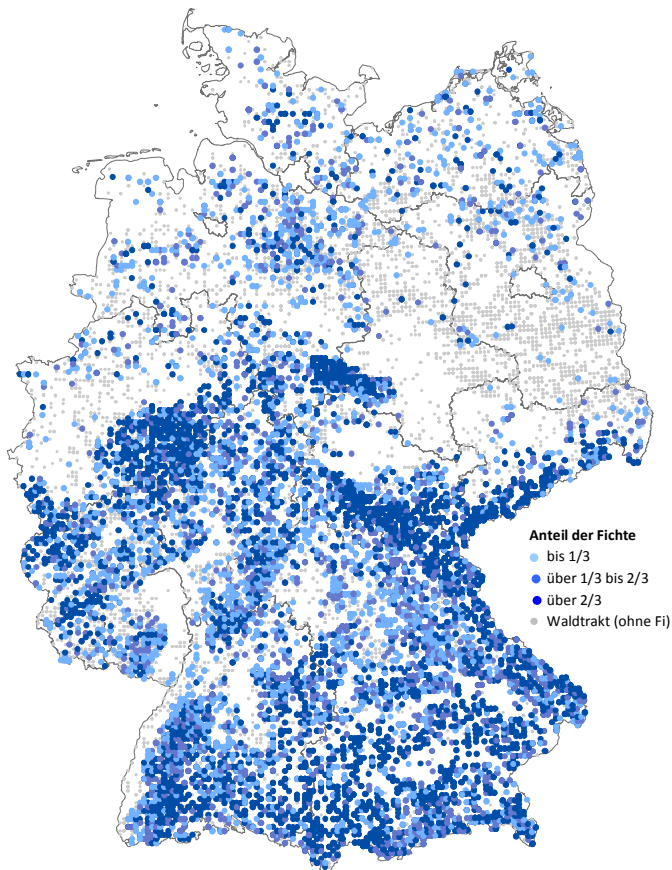 Anteil der Fichte
bis 1/3
über 1/3 bis 2/3
über 2/3
Waldtrakt (ohne Fi)